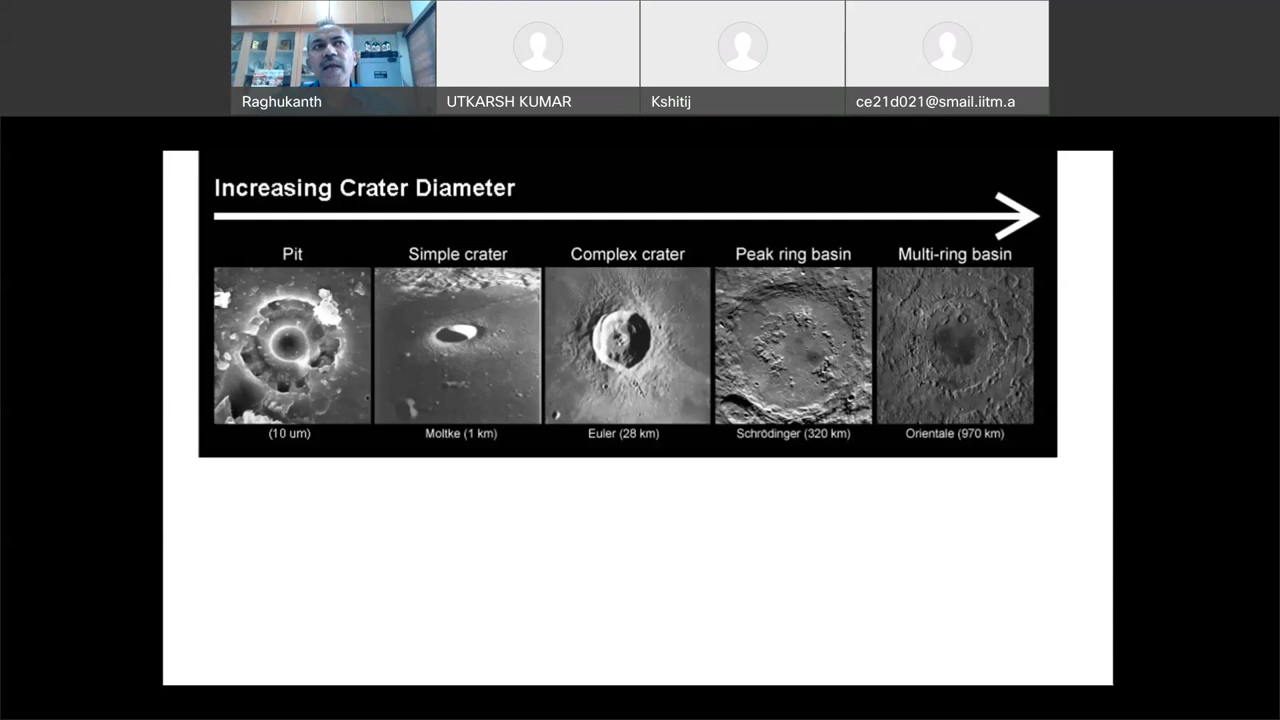 Raghukanth
UTKARSH KUMAR
Kshitij
ce21d021@smail.iitm.a
Increasing Crater Diameter
Pit
Simple crater
Complex crater
Peak ring basin
Multi-ring basin
(10 um)
Moltke (1 km)
Euler (28 km)
Schrödinger (320 km)
Orientale (970 km)